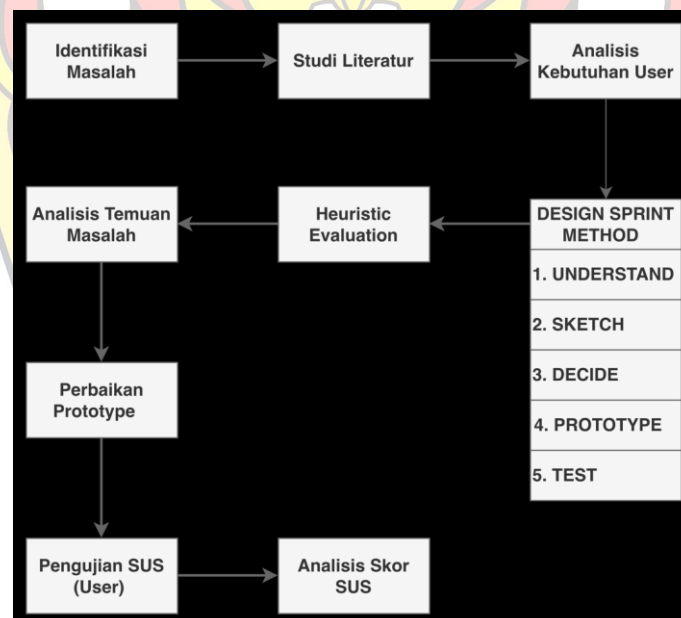 Identifikasi
Masalah
Studi Literatur
Analisis
Kebutuhan User
DESIGN SPRINT
METHOD
1. UNDERSTAND
2. SKETCH
3. DECIDE
4. PROTOTYPE
5. TEST
Heuristic
Evaluation
Analisis Temuan
Masalah
Perbaikan
Prototype
Pengujian SUS
(User)
Analisis Skor
SUS